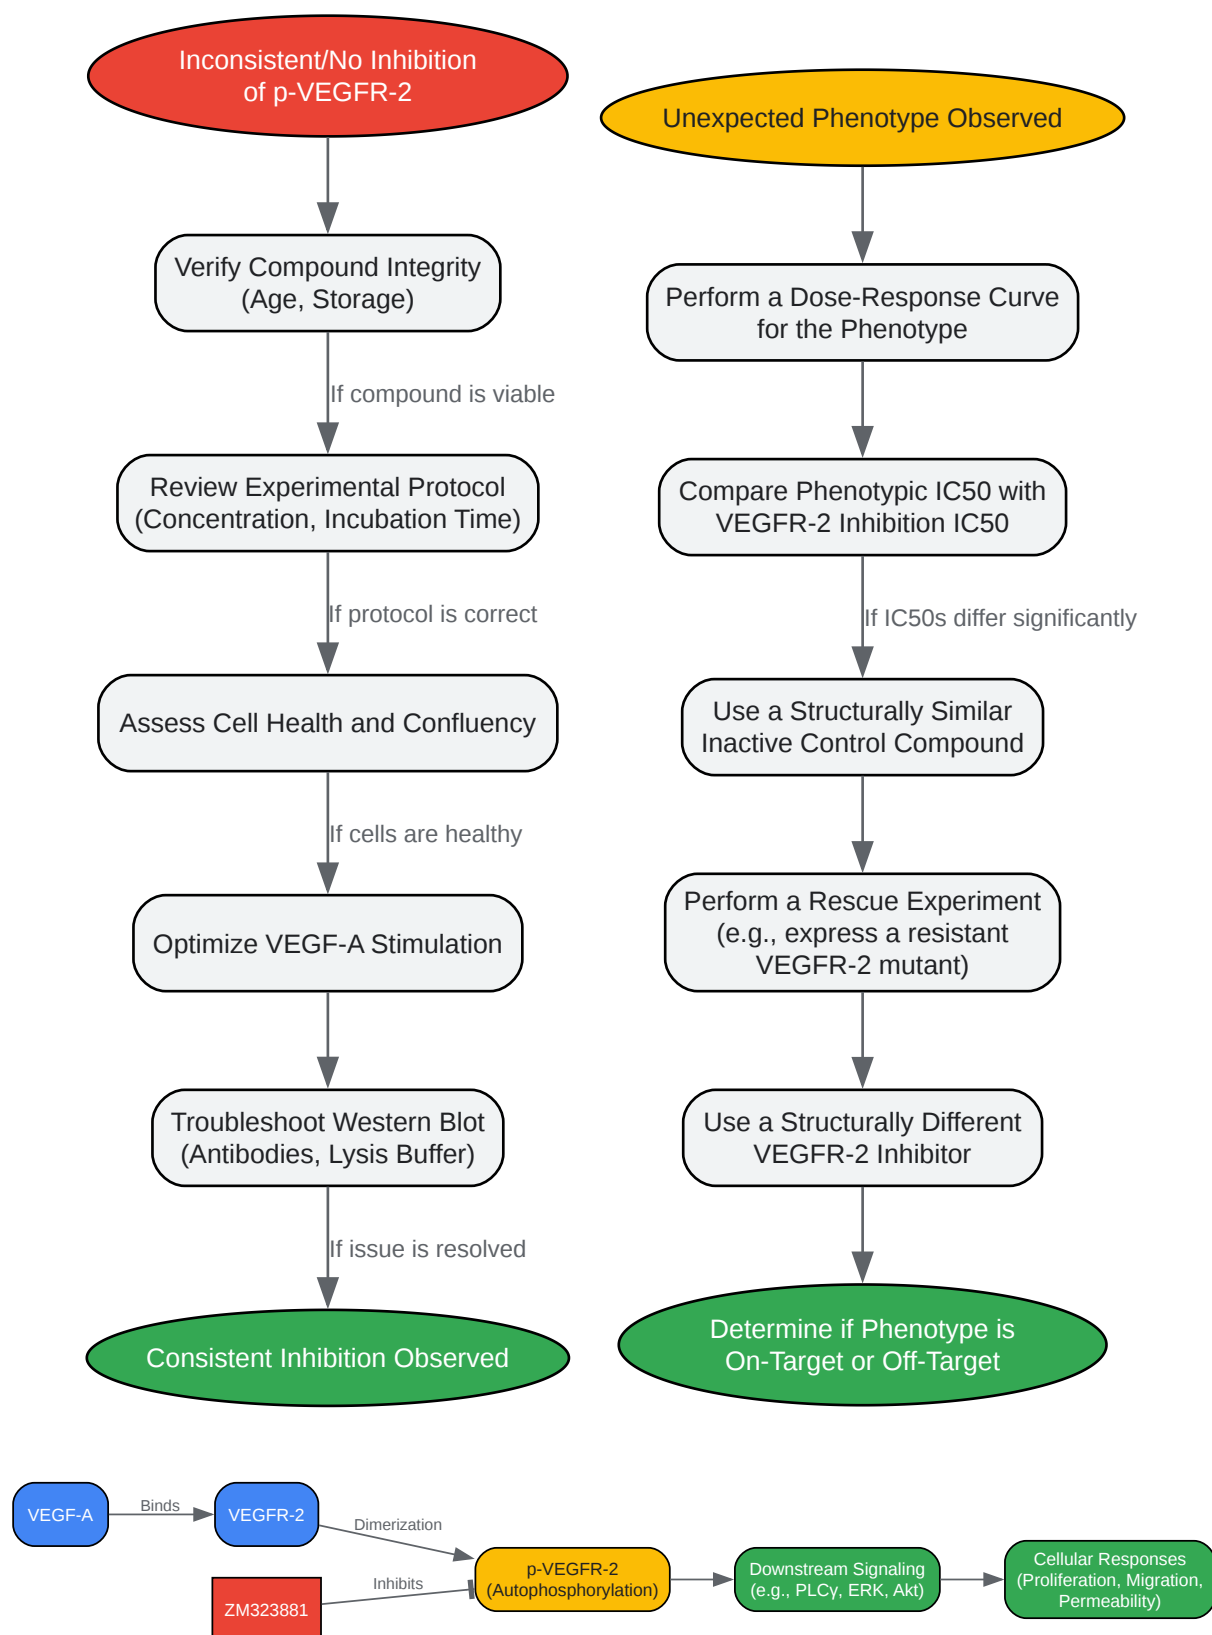 Inconsistent/No Inhibition
of p-VEGFR-2
Verify Compound Integrity
(Age, Storage)
If compound is viable
Review Experimental Protocol
(Concentration, Incubation Time)
If protocol is correct
Assess Cell Health and Confluency
If cells are healthy
Optimize VEGF-A Stimulation
Troubleshoot Western Blot
(Antibodies, Lysis Buffer)
If issue is resolved
Consistent Inhibition Observed
Unexpected Phenotype Observed
Perform a Dose-Response Curve
for the Phenotype
Compare Phenotypic IC50 with
VEGFR-2 Inhibition IC50
If IC50s differ significantly
Use a Structurally Similar
Inactive Control Compound
Perform a Rescue Experiment
(e.g., express a resistant
VEGFR-2 mutant)
Use a Structurally Different
VEGFR-2 Inhibitor
Determine if Phenotype is
On-Target or Off-Target
VEGF-A
Binds
VEGFR-2
Dimerization
ZM323881
Inhibits
p-VEGFR-2
(Autophosphorylation)
Downstream Signaling
(e.g., PLCγ, ERK, Akt)
Cellular Responses
(Proliferation, Migration,
Permeability)